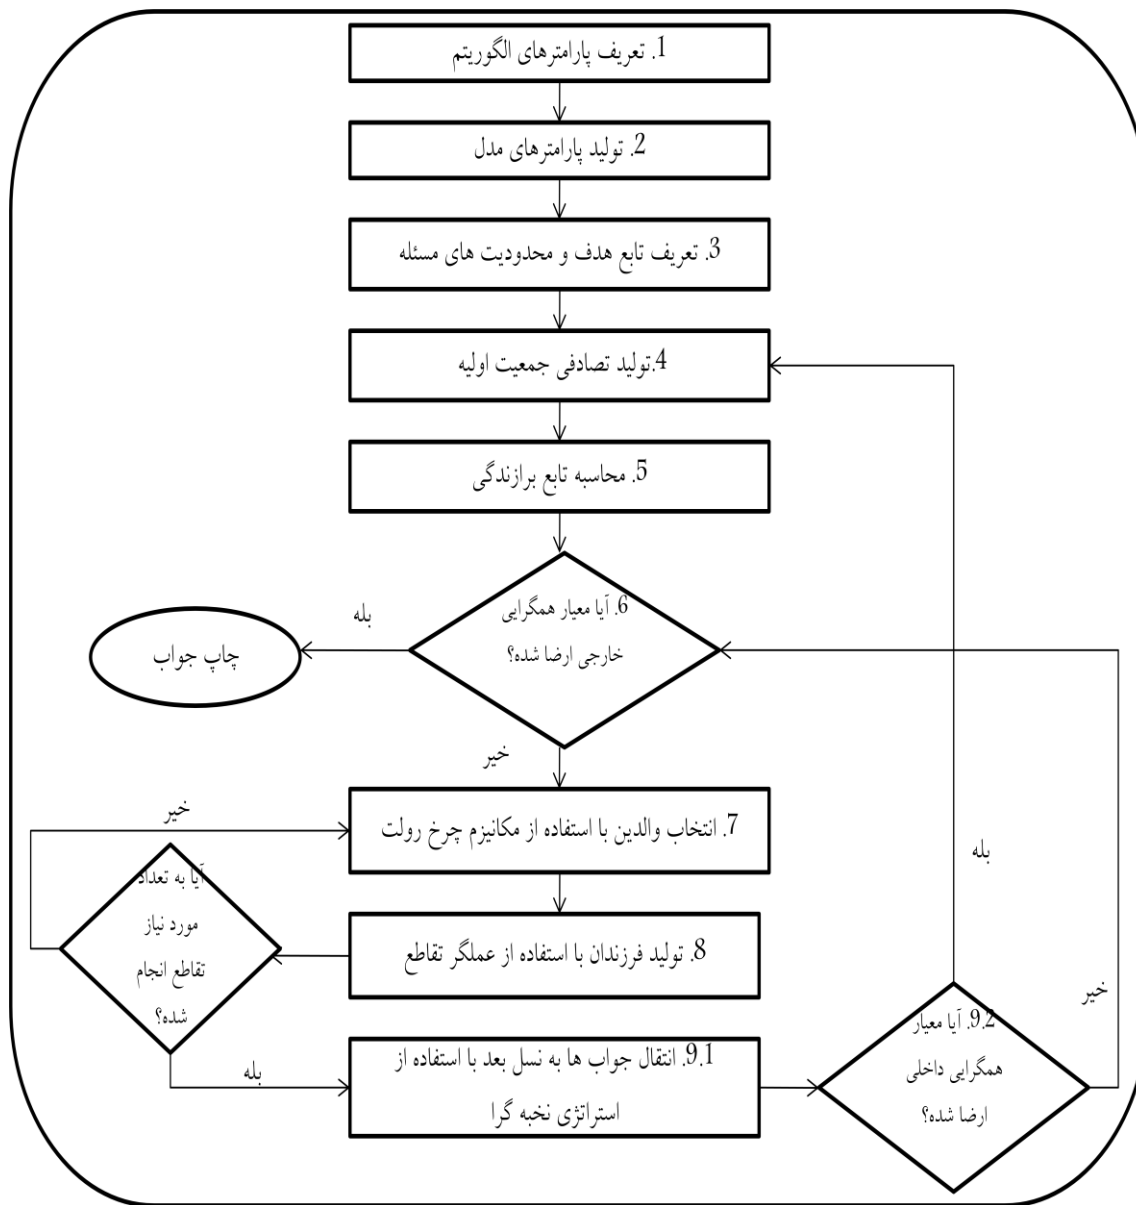 1. تعریف پارامترهای الگوریتم
2. تولید پارامترهای مدل
3. تعریف تابع هدف و محدودیت های مسئله
4.تولید تصادفی جمعیت اولیه
5. محاسبه تابع برازندگی
6. آیا معیار همگرایی
خارجی ارضا شده؟
بله
چاپ جواب
خیر
7. انتخاب والدین با استفاده از مکانیزم چرخ رولت
خیر
8. تولید فرزندان با استفاده از عملگر تقاطع
آیا به تعداد
مورد نیاز
تقاطع انجام
شده؟
بله
9.1. انتقال جواب ها به نسل بعد با استفاده از
استراتژی نخبه گرا
9.2. آیا معیار
همگرایی داخلی
ارضا شده؟
بله
خیر